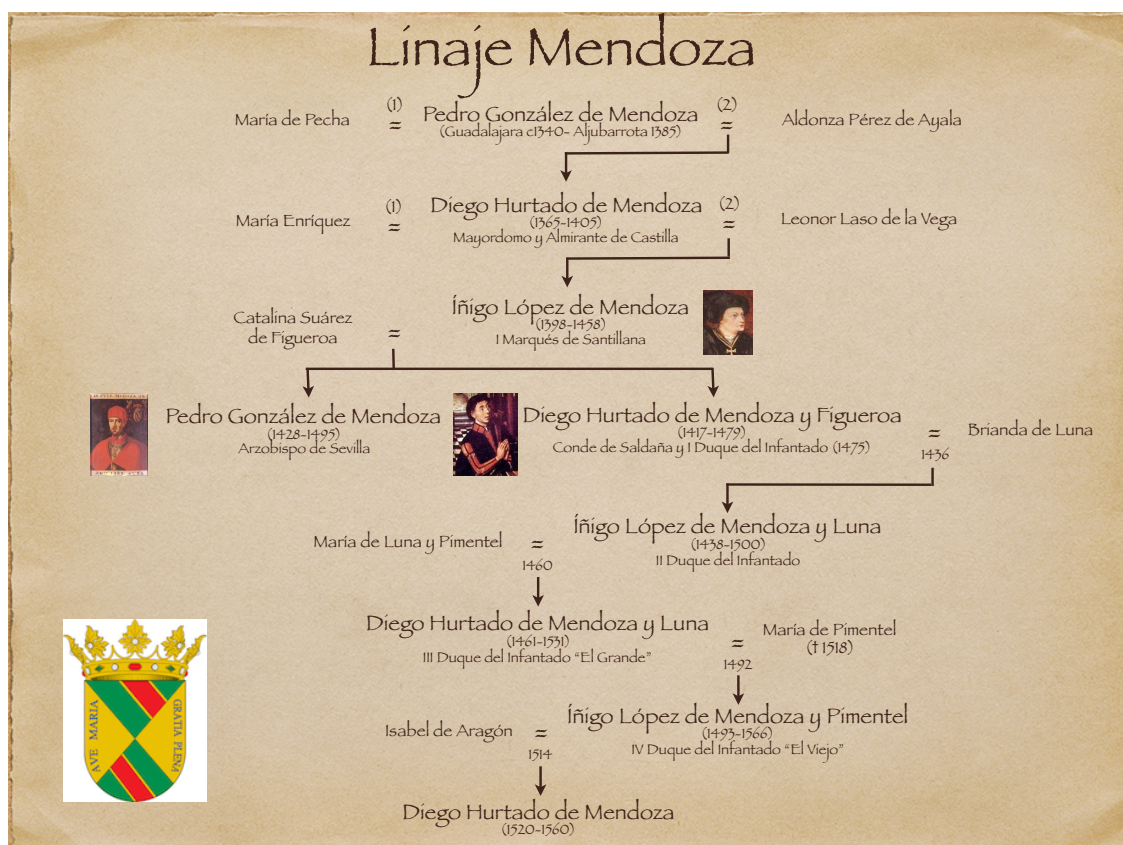 Linaje Mendoza
María de Pecha
(1)
=
Pedro González de Mendoza
(Guadalajara c1340- Aljubarrota 1385)
(2)
=
Aldonza Pérez de Ayala
María Enríquez
(1)
=
Diego Hurtado de Mendoza
(1365-1405)
Mayordomo y Almirante de Castilla
(2)
=
Leonor Laso de la Vega
Catalina Suárez
de Figueroa
=
Íñigo López de Mendoza
(1398-1458)
I Marqués de Santillana
Pedro González de Mendoza
(1428-1495)
Arzobispo de Sevilla
Diego Hurtado de Mendoza y Figueroa
(1417-1479)
Conde de Saldaña y I Duque del Infantado (1475)
=
1436
Brianda de Luna
María de Luna y Pimentel
=
1460
Íñigo López de Mendoza y Luna
(1438-1500)
II Duque del Infantado
Diego Hurtado de Mendoza y Luna
(1461-1531)
III Duque del Infantado “El Grande”
=
1492
María de Pimentel
(† 1518)
Isabel de Aragón
=
1514
Íñigo López de Mendoza y Pimentel
(1493-1566)
IV Duque del Infantado “El Viejo”
Diego Hurtado de Mendoza
(1520-1560)
AVE MARIA
GRATIA PLENA